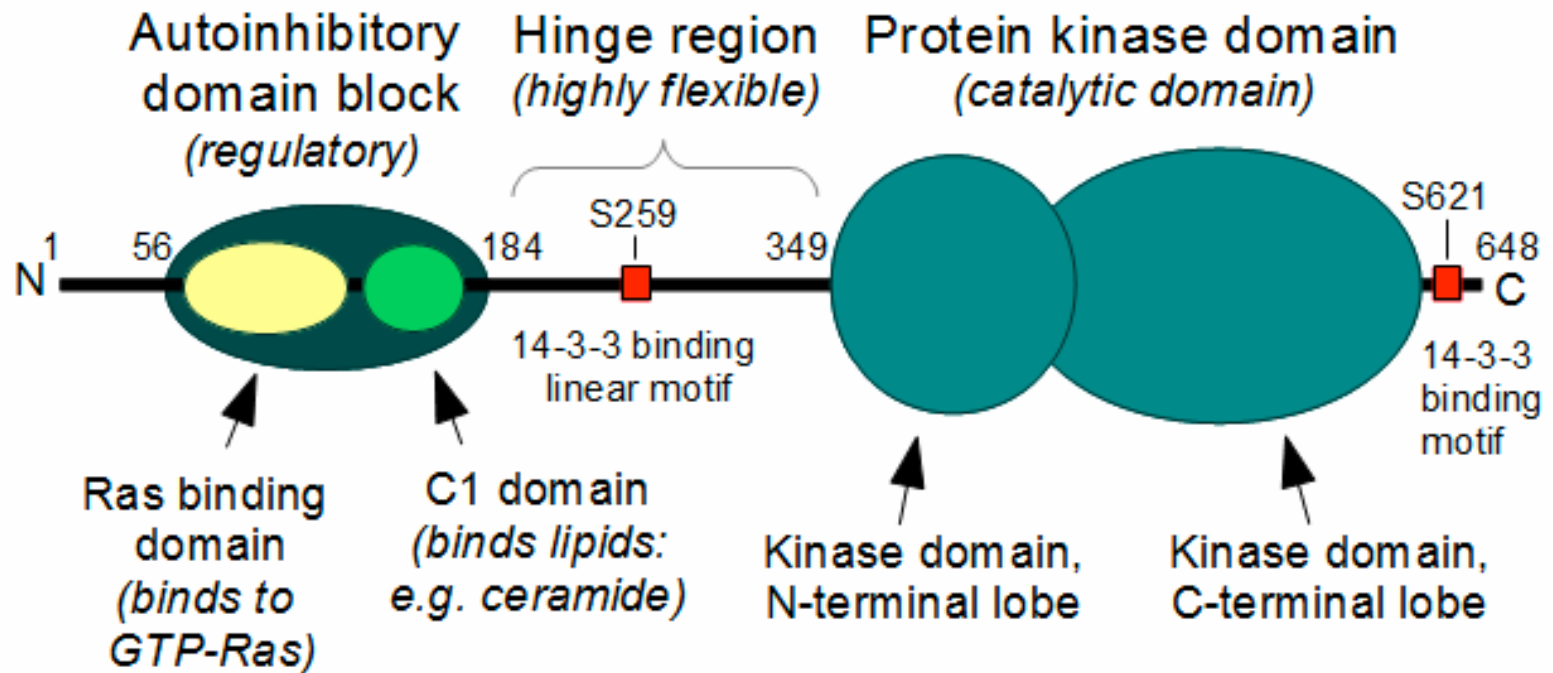 Autoinhibitory
domain block
(regulatory)
Hinge region
(highly flexible)
Protein kinase domain
(catalytic domain)
N
1
56
184
S259
349
S621
648
C
14-3-3 binding
linear motif
14-3-3
binding
motif
Ras binding
domain
(binds to
GTP-Ras)
C1 domain
(binds lipids:
e.g. ceramide)
Kinase domain,
N-terminal lobe
Kinase domain,
C-terminal lobe